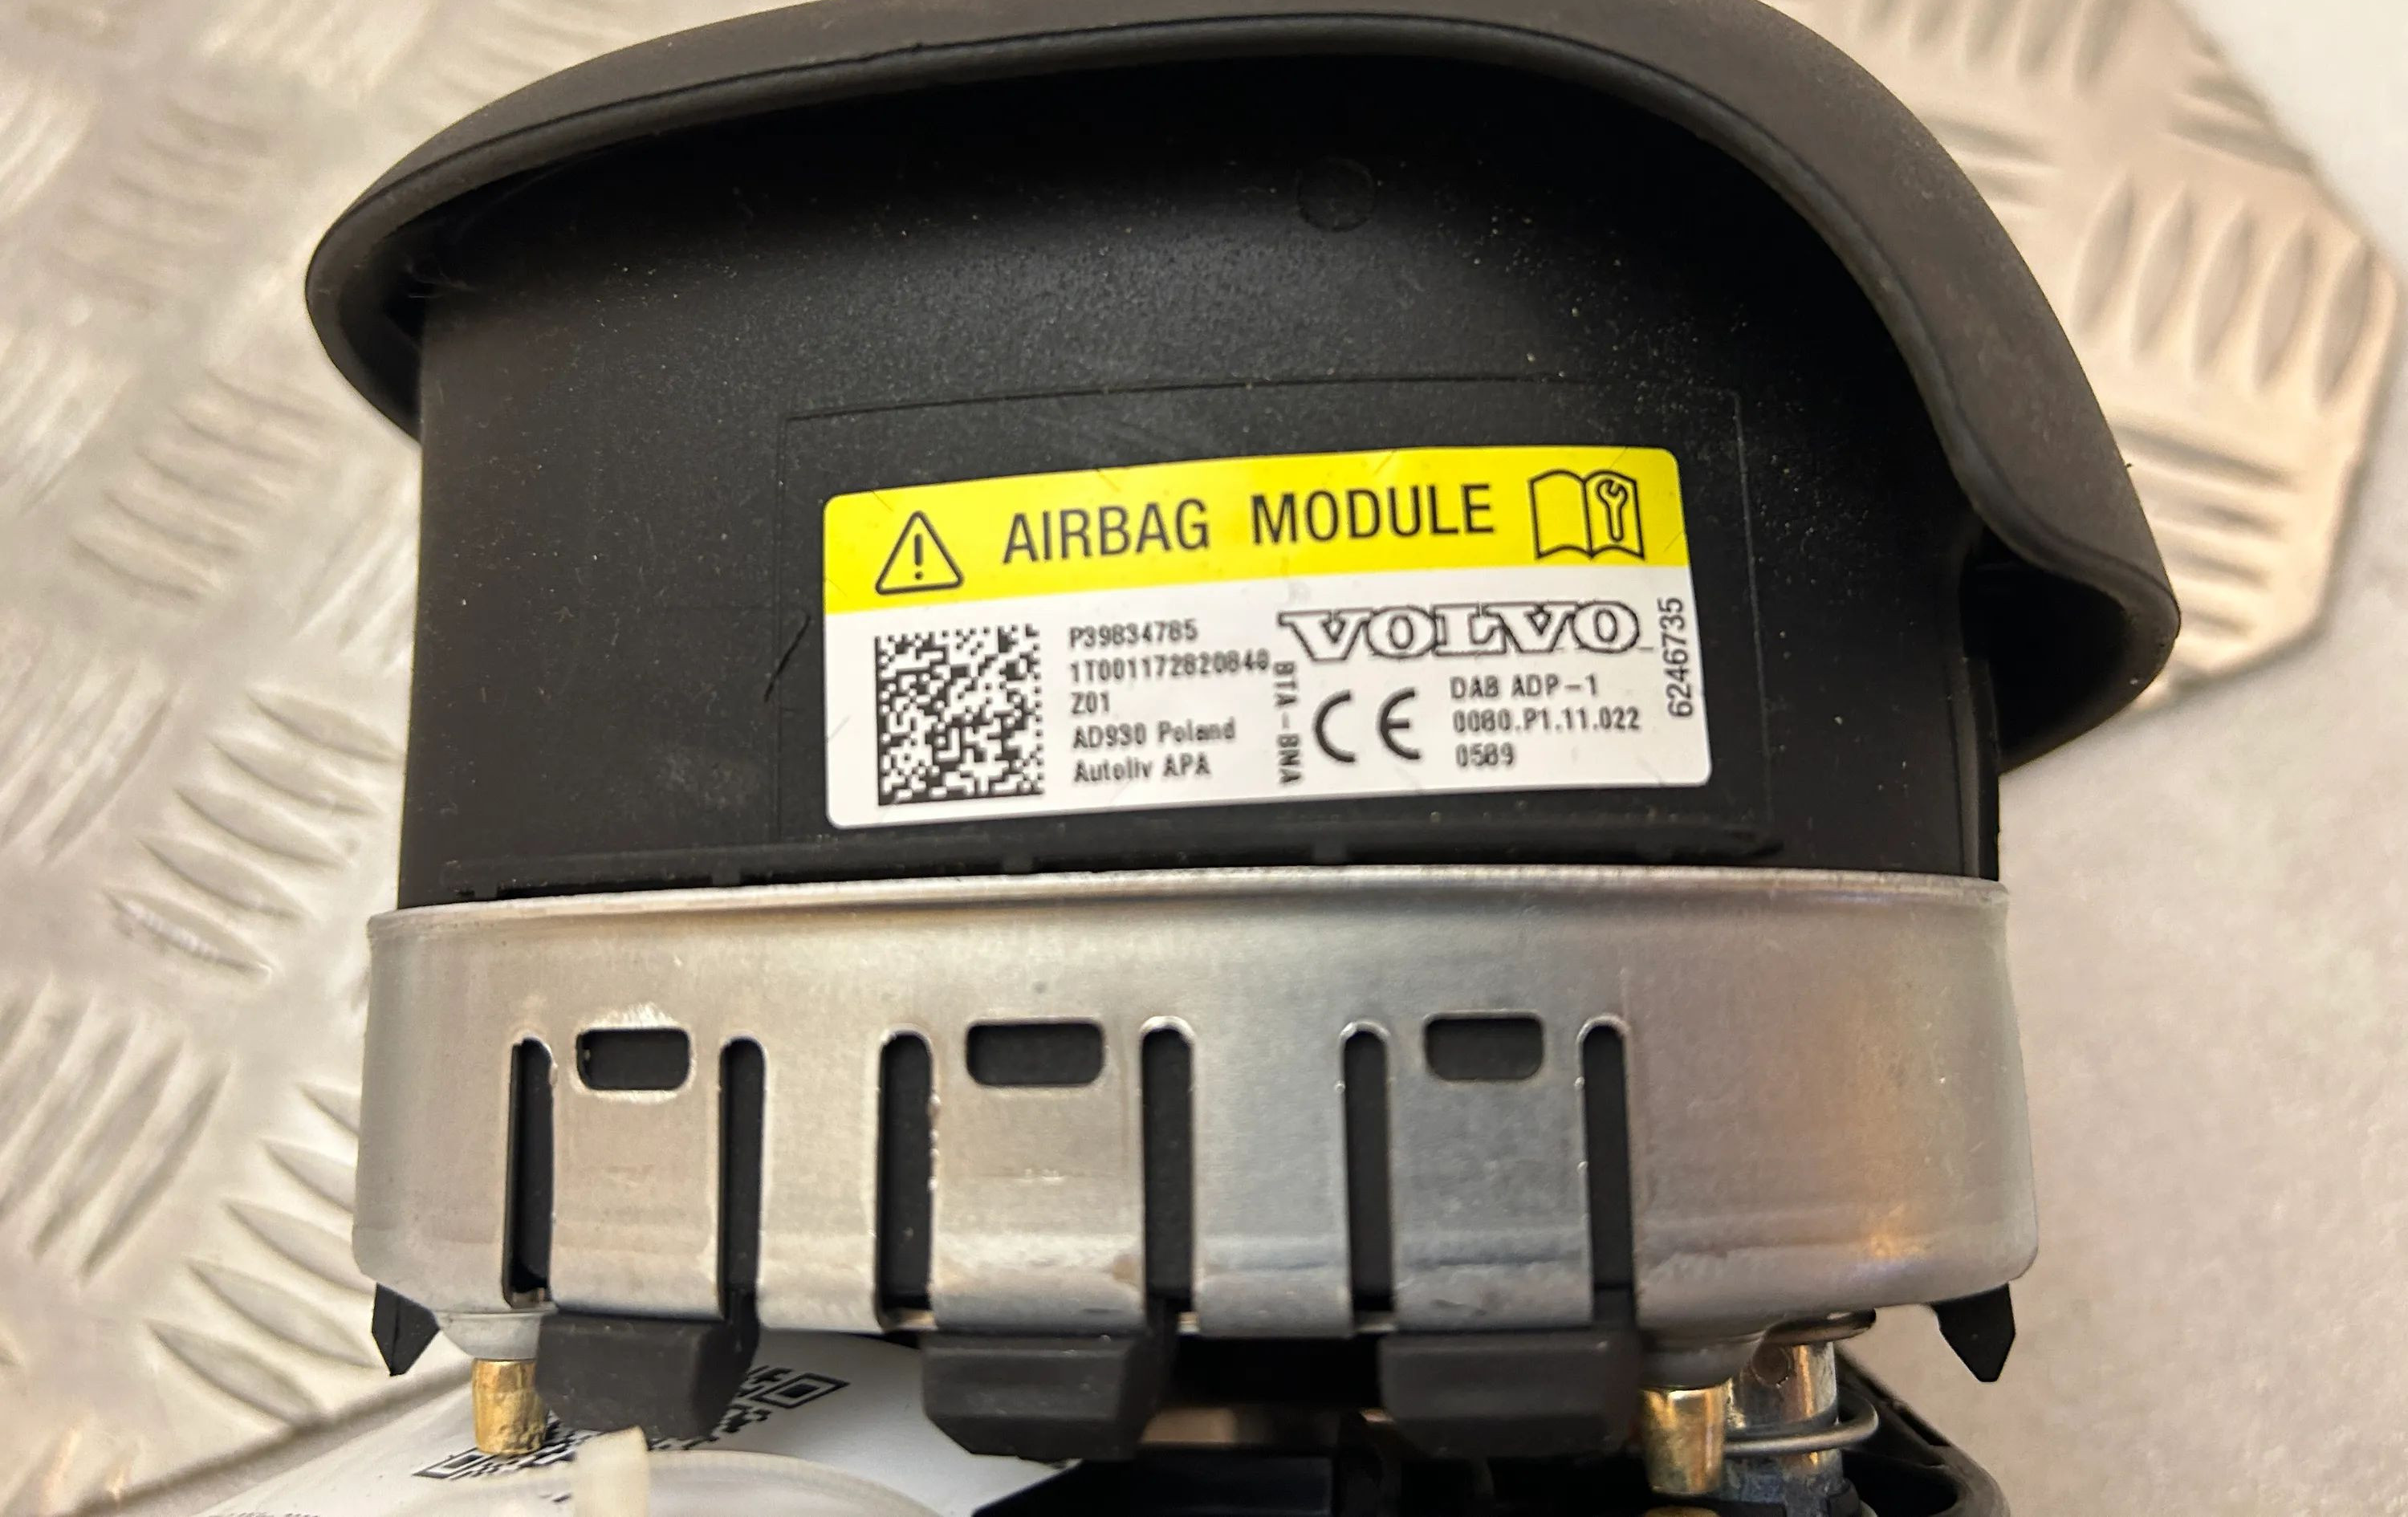 AIRBAG MODULE
P39834785
1T001172820840
Z01
AD930 Poland
Autoliv APA
BTA-BNA
VOLVO
DAB ADP-1
0080.P1.11.022
0589
6246735